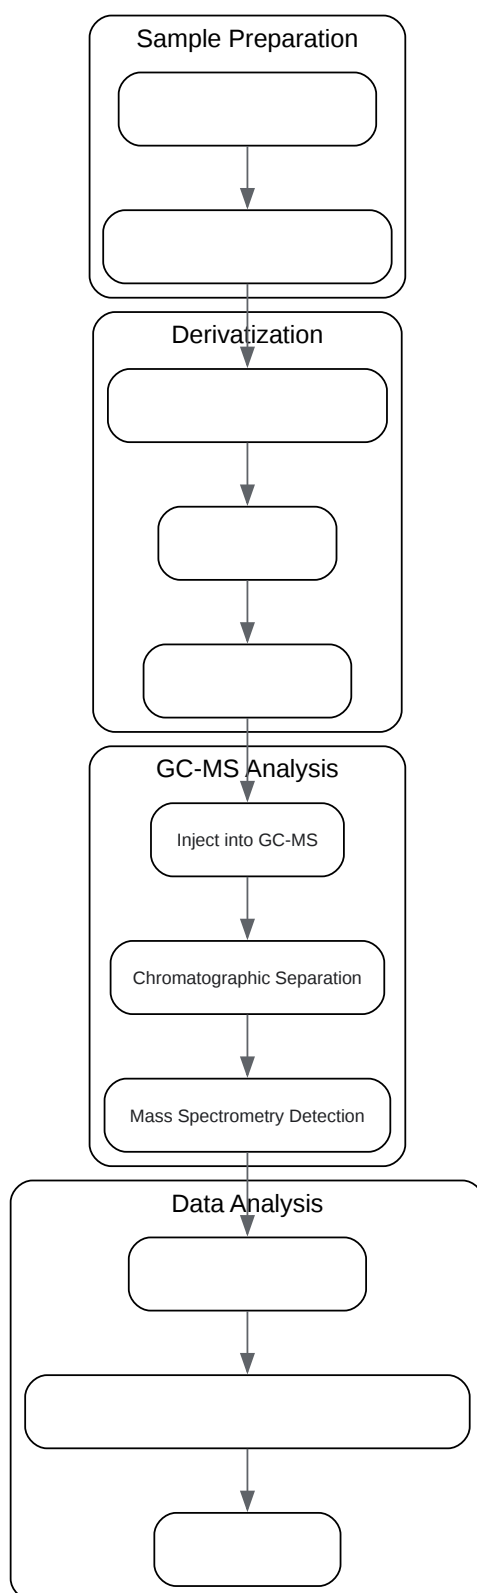 Sample Preparation
Derivatization
GC-MS Analysis
Inject into GC-MS
Chromatographic Separation
Mass Spectrometry Detection
Data Analysis